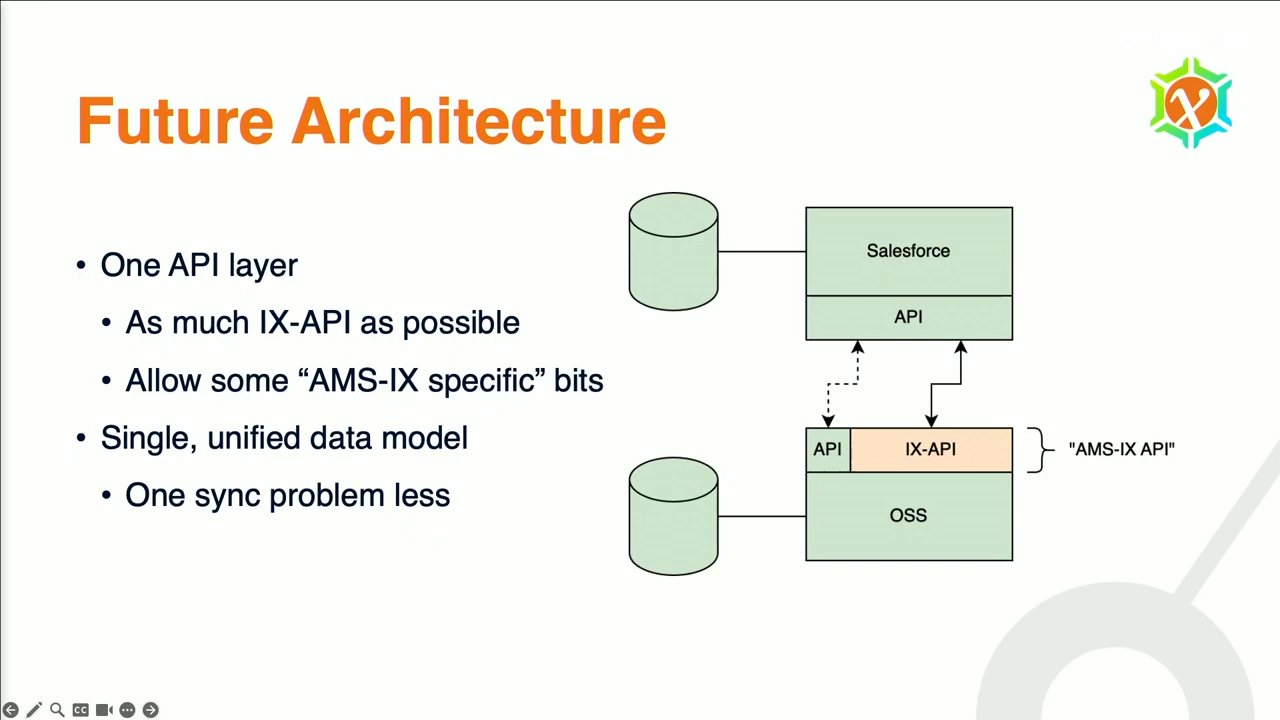 Future Architecture
• One API layer
• As much IX-API as possible
• Allow some “AMS-IX specific” bits
• Single, unified data model
• One sync problem less
Salesforce
API
API
IX-API
"AMS-IX API"
OSS
CC